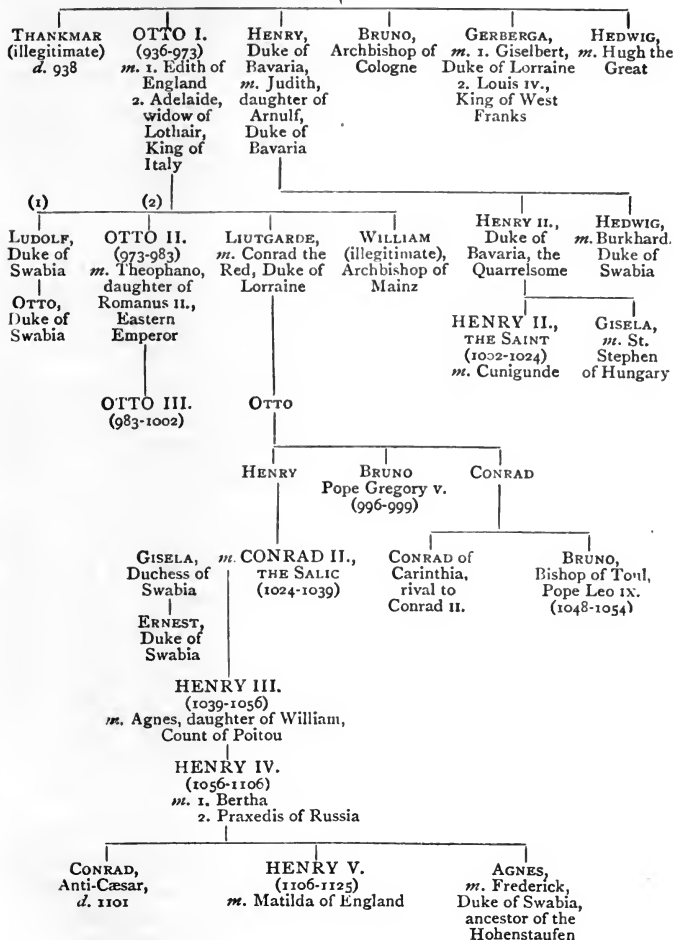 THANKMAR
(illegitimate)
d. 938
OTTO I.
(936-973)
m. 1. Edith of
England
2. Adelaide,
widow of
Lothair,
King of
Italy
HENRY,
Duke of
Bavaria,
m. Judith,
daughter of
Arnulf,
Duke of
Bavaria
BRUNO,
Archbishop of
Cologne
GERBERGA,
m. 1. Giselbert,
Duke of Lorraine
2. Louis IV.,
King of West
Franks
HEDWIG,
m. Hugh the
Great
(1)
(2)
LUDOLF,
Duke of
Swabia
OTTO,
Duke of
Swabia
OTTO II.
(973-983)
m. Theophano,
daughter of
Romanus II.,
Eastern
Emperor
LIUTGARDE,
m. Conrad the
Red, Duke of
Lorraine
WILLIAM
(illegitimate),
Archbishop of
Mainz
HENRY II.,
Duke of
Bavaria, the
Quarrelsome
HEDWIG,
m. Burkhard.
Duke of
Swabia
HENRY II.,
THE SAINT
(1002-1024)
m. Cunigunde
GISELA,
m. St.
Stephen
of Hungary
OTTO III.
(983-1002)
OTTO
HENRY
BRUNO
Pope Gregory V.
(996-999)
CONRAD
GISELA,
Duchess of
Swabia
ERNEST,
Duke of
Swabia
m. CONRAD II.,
THE SALIC
(1024-1039)
CONRAD of
Carinthia,
rival to
Conrad II.
BRUNO,
Bishop of Toul,
Pope Leo IX.
(1048-1054)
HENRY III.
(1039-1056)
m. Agnes, daughter of William,
Count of Poitou
HENRY IV.
(1056-1106)
m. 1. Bertha
2. Praxedis of Russia
CONRAD,
Anti-Cæsar,
d. 1101
HENRY V.
(1106-1125)
m. Matilda of England
AGNES,
m. Frederick,
Duke of Swabia,
ancestor of the
Hohenstaufen